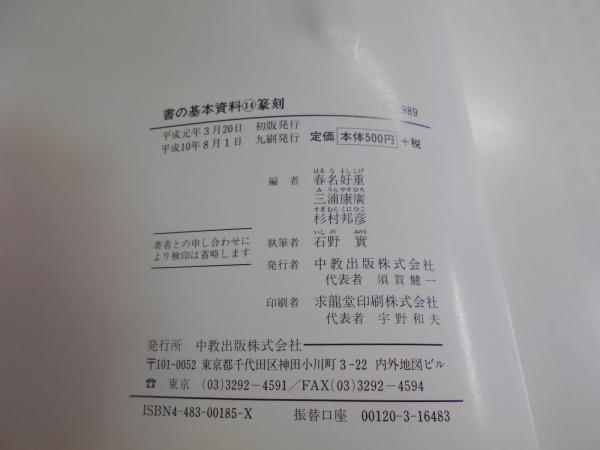 書の基本資料⑭篆刻
989
平成元年3月20日 初版発行
平成10年8月1日 九刷発行 定価 本体500円 +税
はるなよししげ
編者 春名好重
みうらやすひろ
三浦康廣
すぎむらくにひこ
杉村邦彦
いしの みのる
執筆者 石野 實
著者との申し合わせに
より検印は省略します
発行者 中教出版株式会社
代表者 須賀健一
印刷者 求龍堂印刷株式会社
代表者 宇野和夫
発行所 中教出版株式会社
〒101-0052 東京都千代田区神田小川町3-22 内外地図ビル
☎ 東京 (03)3292-4591/FAX(03)3292-4594
ISBN4-483-00185-X 振替口座 00120-3-16483